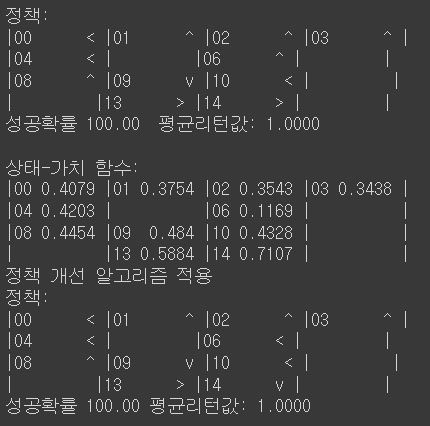 정책:
|00      < |01      ^ |02      ^ |03      ^ |
|04      < |          |06      ^ |          |
|08      ^ |09      v |10      < |          |
|          |13      > |14      > |          |
성공확률 100.00  평균리턴값: 1.0000

상태-가치 함수:
|00 0.4079 |01 0.3754 |02 0.3543 |03 0.3438 |
|04 0.4203 |          |06 0.1169 |          |
|08 0.4454 |09  0.484 |10 0.4328 |          |
|          |13 0.5884 |14 0.7107 |          |
정책 개선 알고리즘 적용
정책:
|00      < |01      ^ |02      ^ |03      ^ |
|04      < |          |06      < |          |
|08      ^ |09      v |10      < |          |
|          |13      > |14      v |          |
성공확률 100.00 평균리턴값: 1.0000